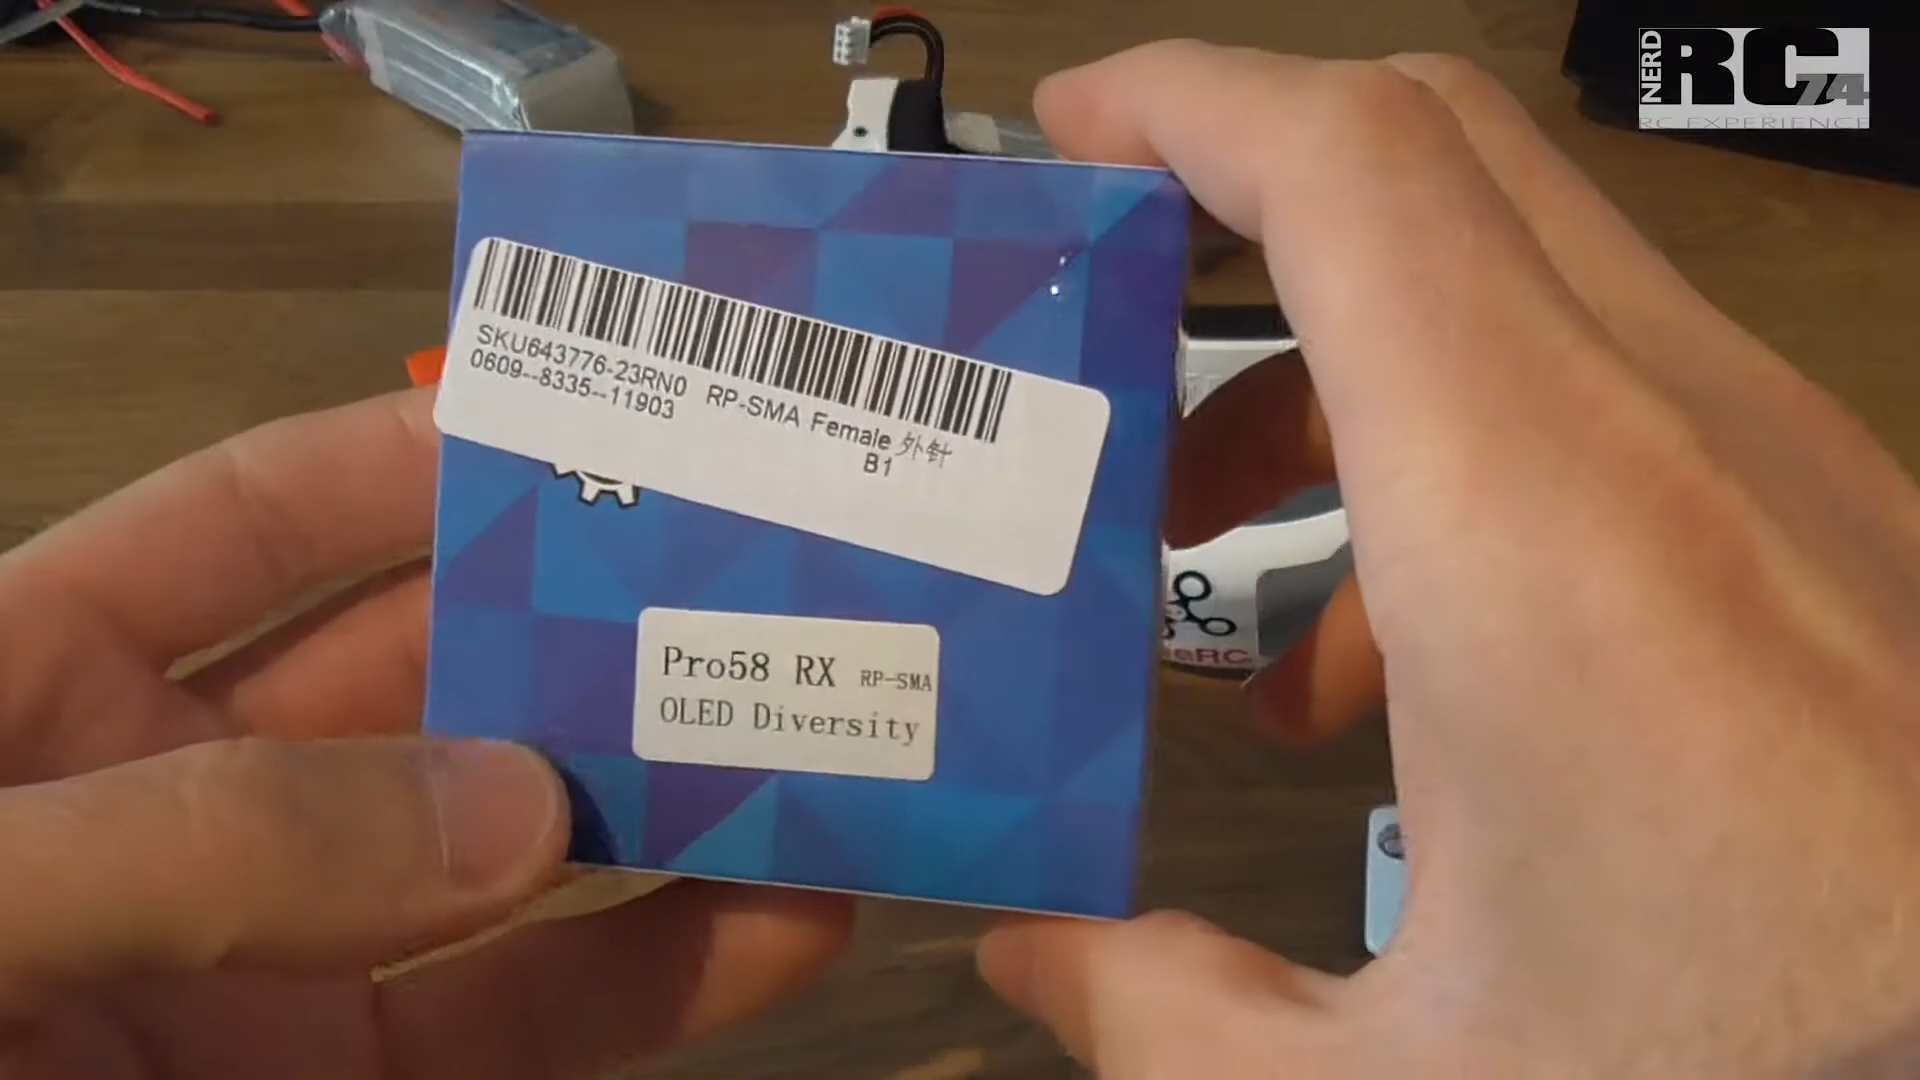 NERD
RC
74
RC EXPERIENCE
SKU643776-23RN0 RP-SMA Female 外针
0609--8335--11903
B1
Pro58 RX RP-SMA
OLED Diversity
eRC